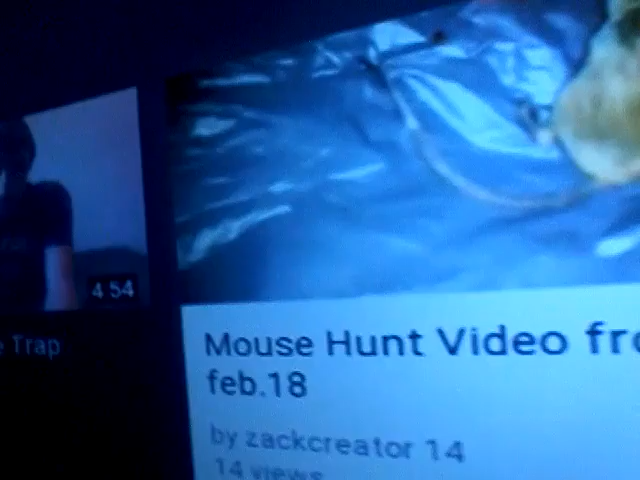 4:54
e Trap
Mouse Hunt Video fro
feb.18
by zackcreator 14
14 views